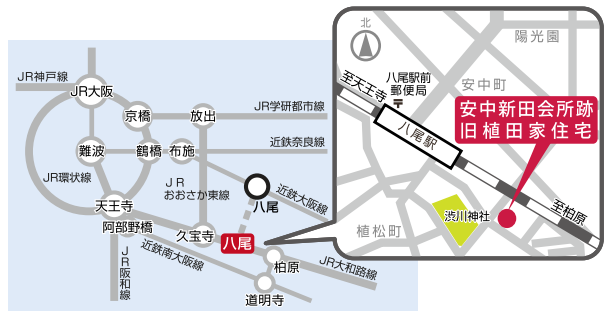 JR神戸線
JR大阪
京橋
放出
JR学研都市線
難波
鶴橋
布施
近鉄奈良線
JR環状線
JR
おおさか東線
近鉄大阪線
八尾
天王寺
阿部野橋
久宝寺
八尾
近鉄南大阪線
柏原
JR大和路線
JR阪和線
道明寺
北
陽光園
八尾駅前
郵便局
安中町
至天王寺
八尾駅
安中新田会所跡
旧植田家住宅
至柏原
渋川神社
植松町